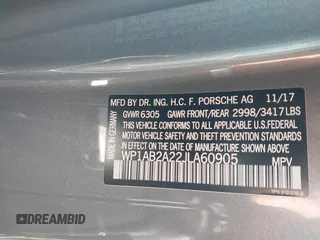 MFD BY DR. ING. H.C. F. PORSCHE AG 11/17
GVWR 6305 GAWR FRONT/REAR 2998/3417LBS
THIS VEHICLE CONFORMS TO ALL APPLICABLE FEDERAL
MOTOR VEHICLE SAFETY AND THEFT PREVENTION
STANDARDS IN EFFECT ON THE DATE OF MANUFACTURE
SHOWN ABOVE
WP1AB2A22JLA60905 MPV
MADE IN GERMANY
DREAMBID